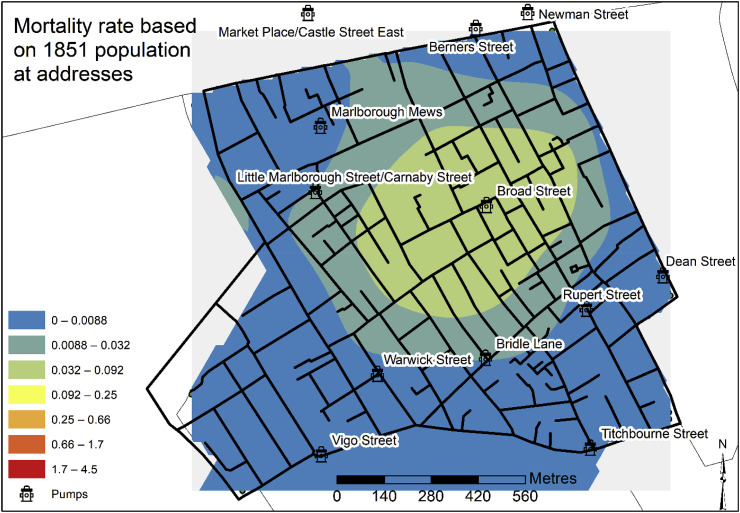 Mortality rate based
on 1851 population
at addresses
Newman Street
Market Place/Castle Street East
Berners Street
Marlborough Mews
Little Marlborough Street/Carnaby Street
Broad Street
Dean Street
Rupert Street
Bridle Lane
Warwick Street
Titchbourne Street
Vigo Street
0 – 0.0088
0.0088 – 0.032
0.032 – 0.092
0.092 – 0.25
0.25 – 0.66
0.66 – 1.7
1.7 – 4.5
Pumps
N
Metres
0 140 280 420 560